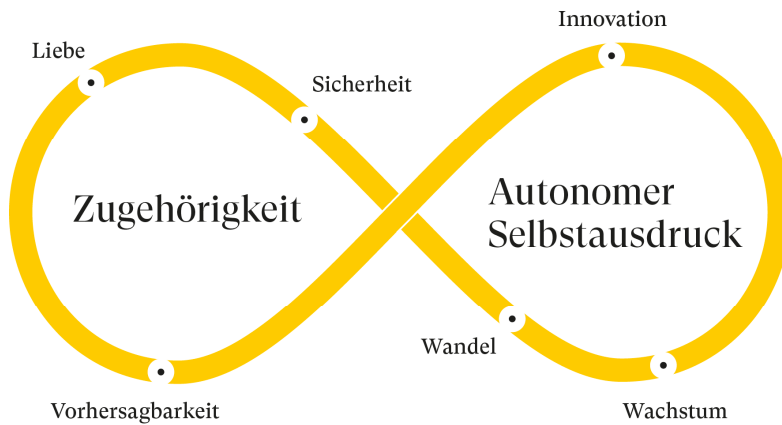 Innovation
Liebe
Sicherheit
Zugehörigkeit
Autonomer
Selbstausdruck
Wandel
Vorhersagbarkeit
Wachstum